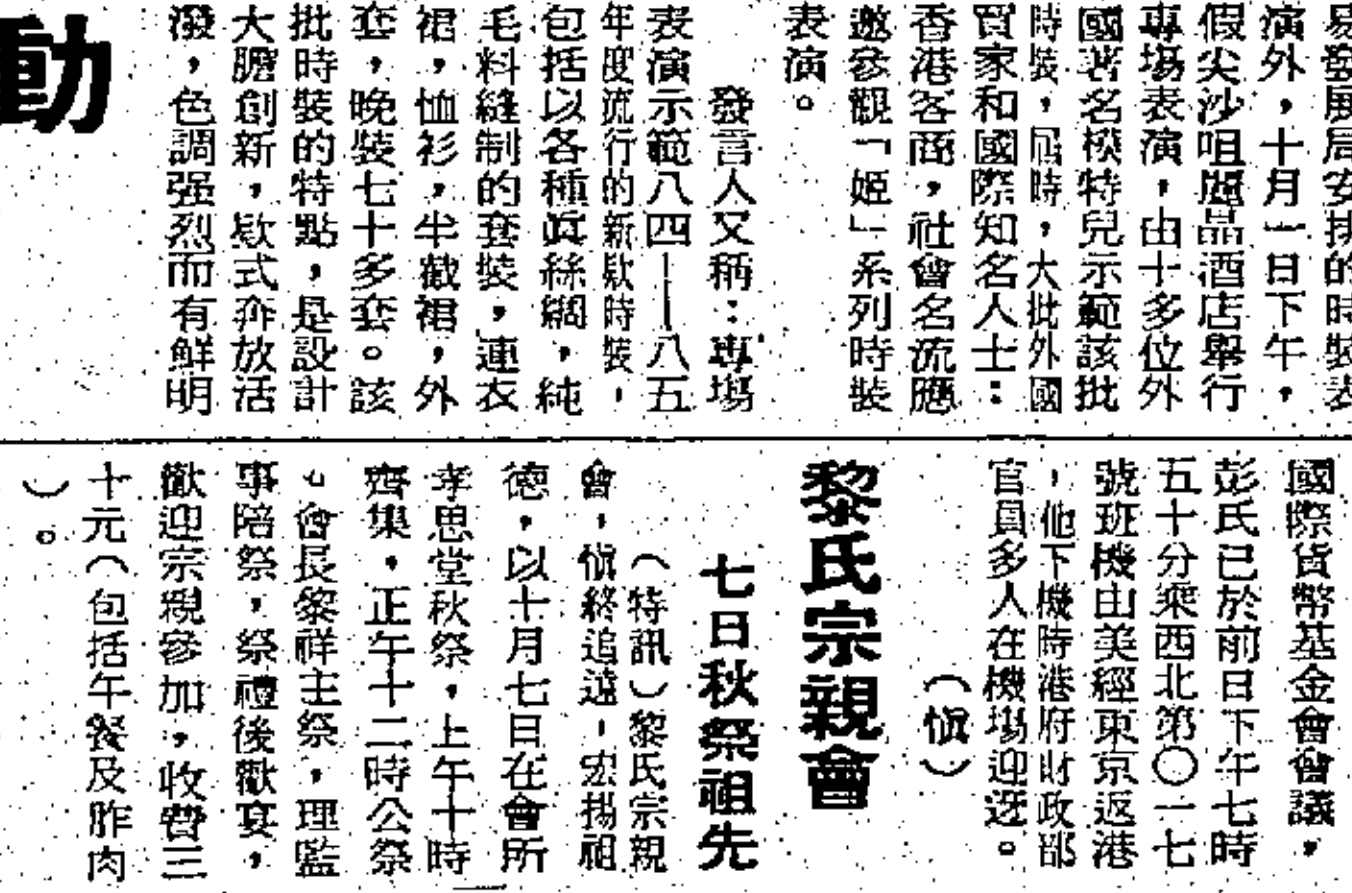 易發展局安排的時裝表
演外，十月一日下午，
假尖沙咀麗晶酒店舉行
專場表演，由十多位外
國著名模特兒示範該批
時裝，屆時，大批外國
買家和國際知名人士：
香港客商，社會名流應
邀參觀「姬」系列時裝
表演。
發言人又稱：專場
表演示範八四──八五
年度流行的新欵時裝，
包括以各種眞絲綢，純
毛料縫制的套裝，連衣
裙，恤衫，半截裙，外
套，晚裝七十多套。該
批時裝的特點，是設計
大膽創新，欵式奔放活
潑，色調强烈而有鮮明
動
國際貨幣基金會會議，
彭氏已於前日下午七時
五十分乘西北第〇一七
號班機由美經東京返港
，他下機時港府財政部
官員多人在機場迎迓。
（愼）
黎氏宗親會
七日秋祭祖先
（特訊）黎氏宗親
會，愼終追遠，宏揚祖
德，以十月七日在會所
孝思堂秋祭，上午十時
齊集，正午十二時公祭
。會長黎祥主祭，理監
事陪祭，祭禮後歡宴，
歡迎宗親參加，收費三
十元（包括午餐及胙肉
）。